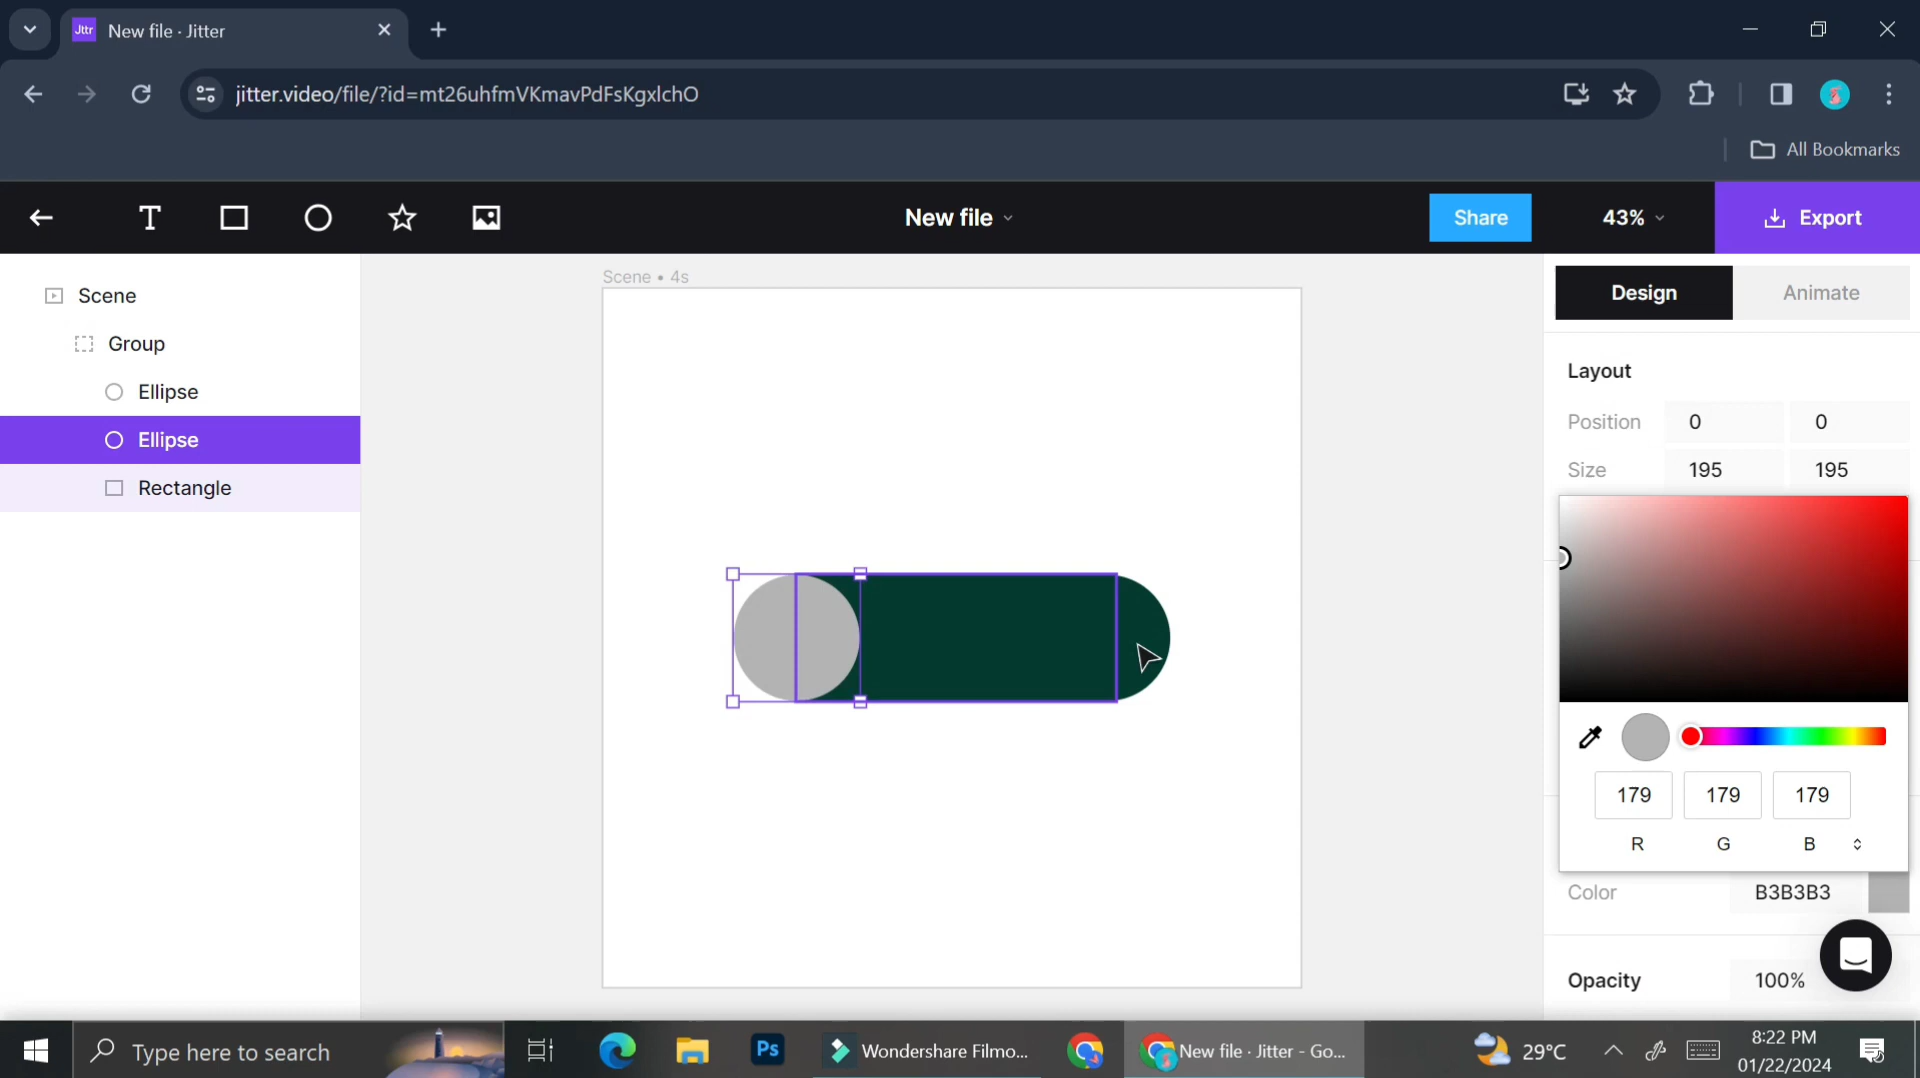 Jttr New file · Jitter
jitter.video/file/?id=mt26uhfmVKmavPdFsKgxlchO
All Bookmarks
T New file Share 43% Export
Scene
Group
Ellipse
Ellipse
Rectangle
Scene • 4s
Design Animate
Layout
Position 0 0
Size 195 195
179 179 179
R G B
Color B3B3B3
Opacity 100%
Type here to search
Ps
Wondershare Filmo...
New file · Jitter - Go...
29°C
8:22 PM
01/22/2024